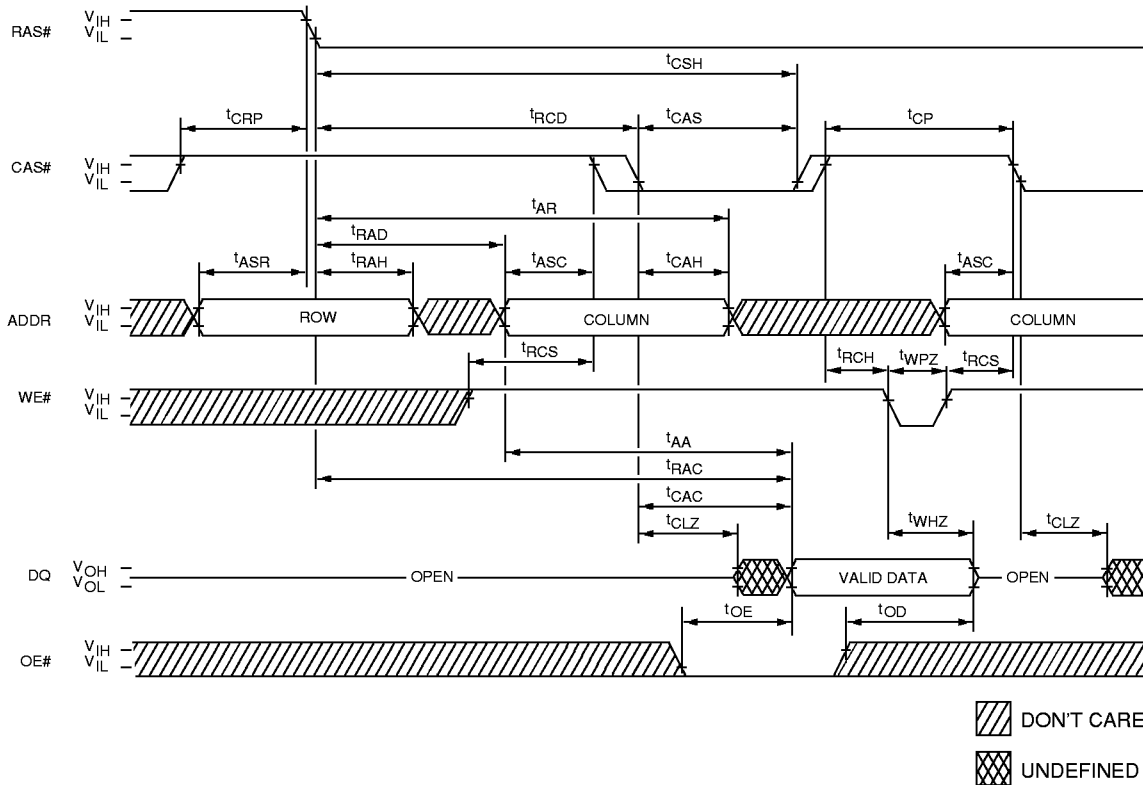 RAS#
VIH
VIL
tCSH
tCRP
tRCD
tCAS
tCP
CAS#
VIH
VIL
tAR
tRAD
tASR
tRAH
tASC
tCAH
tASC
ADDR
VIH
VIL
ROW
COLUMN
COLUMN
tRCS
tRCH
tWPZ
tRCS
WE#
VIH
VIL
tAA
tRAC
tCAC
tCLZ
tWHZ
tCLZ
DQ
VOH
VOL
OPEN
VALID DATA
OPEN
tOE
tOD
OE#
VIH
VIL
DON'T CARE
UNDEFINED